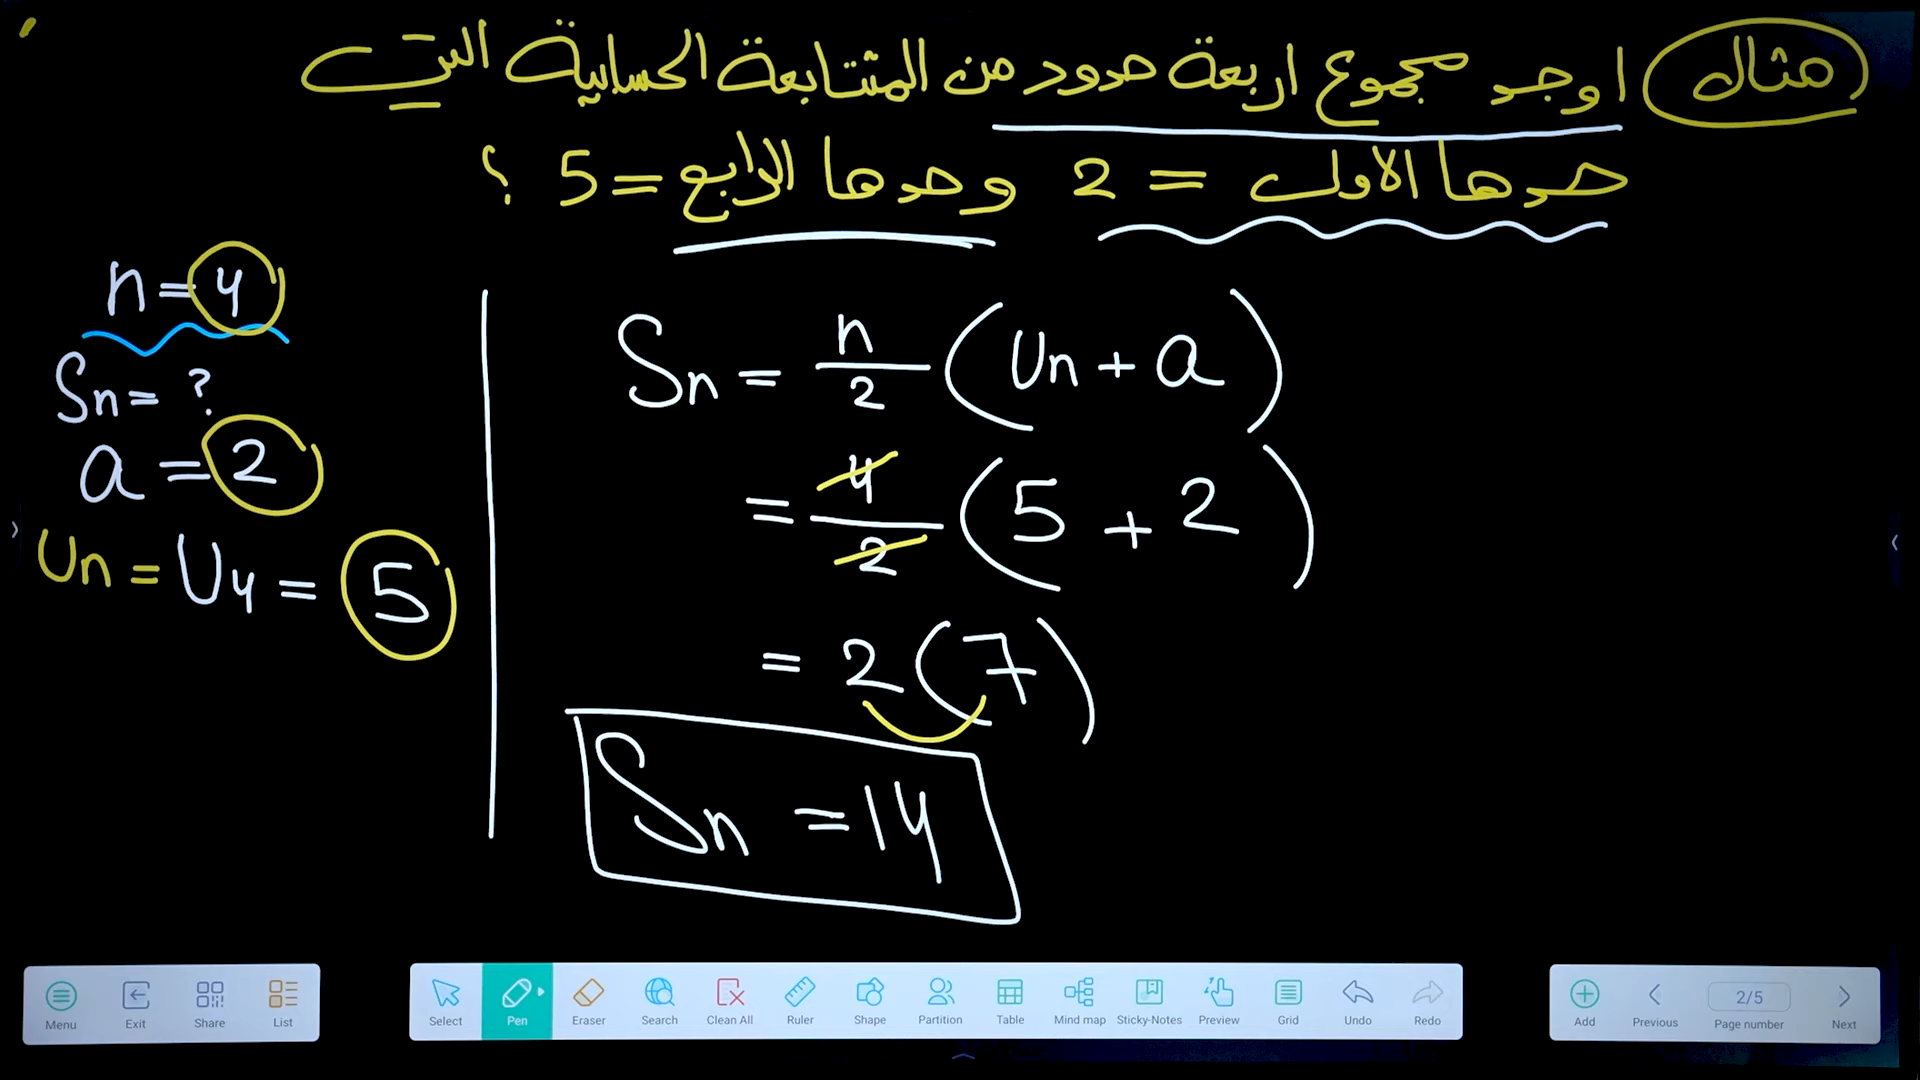 مثال اوجد مجموع اربعة حدود من المتتابعة الحسابية التي
حدها الاول = 2 وحدها الرابع = 5 ؟
n = 4
Sn = ?
a = 2
Un = U4 = 5
Sn = n/2 (Un + a)
= 4/2 (5 + 2)
= 2 (7)
Sn = 14
Menu Exit Share List
Select Pen Eraser Search Clean All Ruler Shape Partition Table Mind map Sticky-Notes Preview Grid Undo Redo
Add Previous 2/5 Page number Next